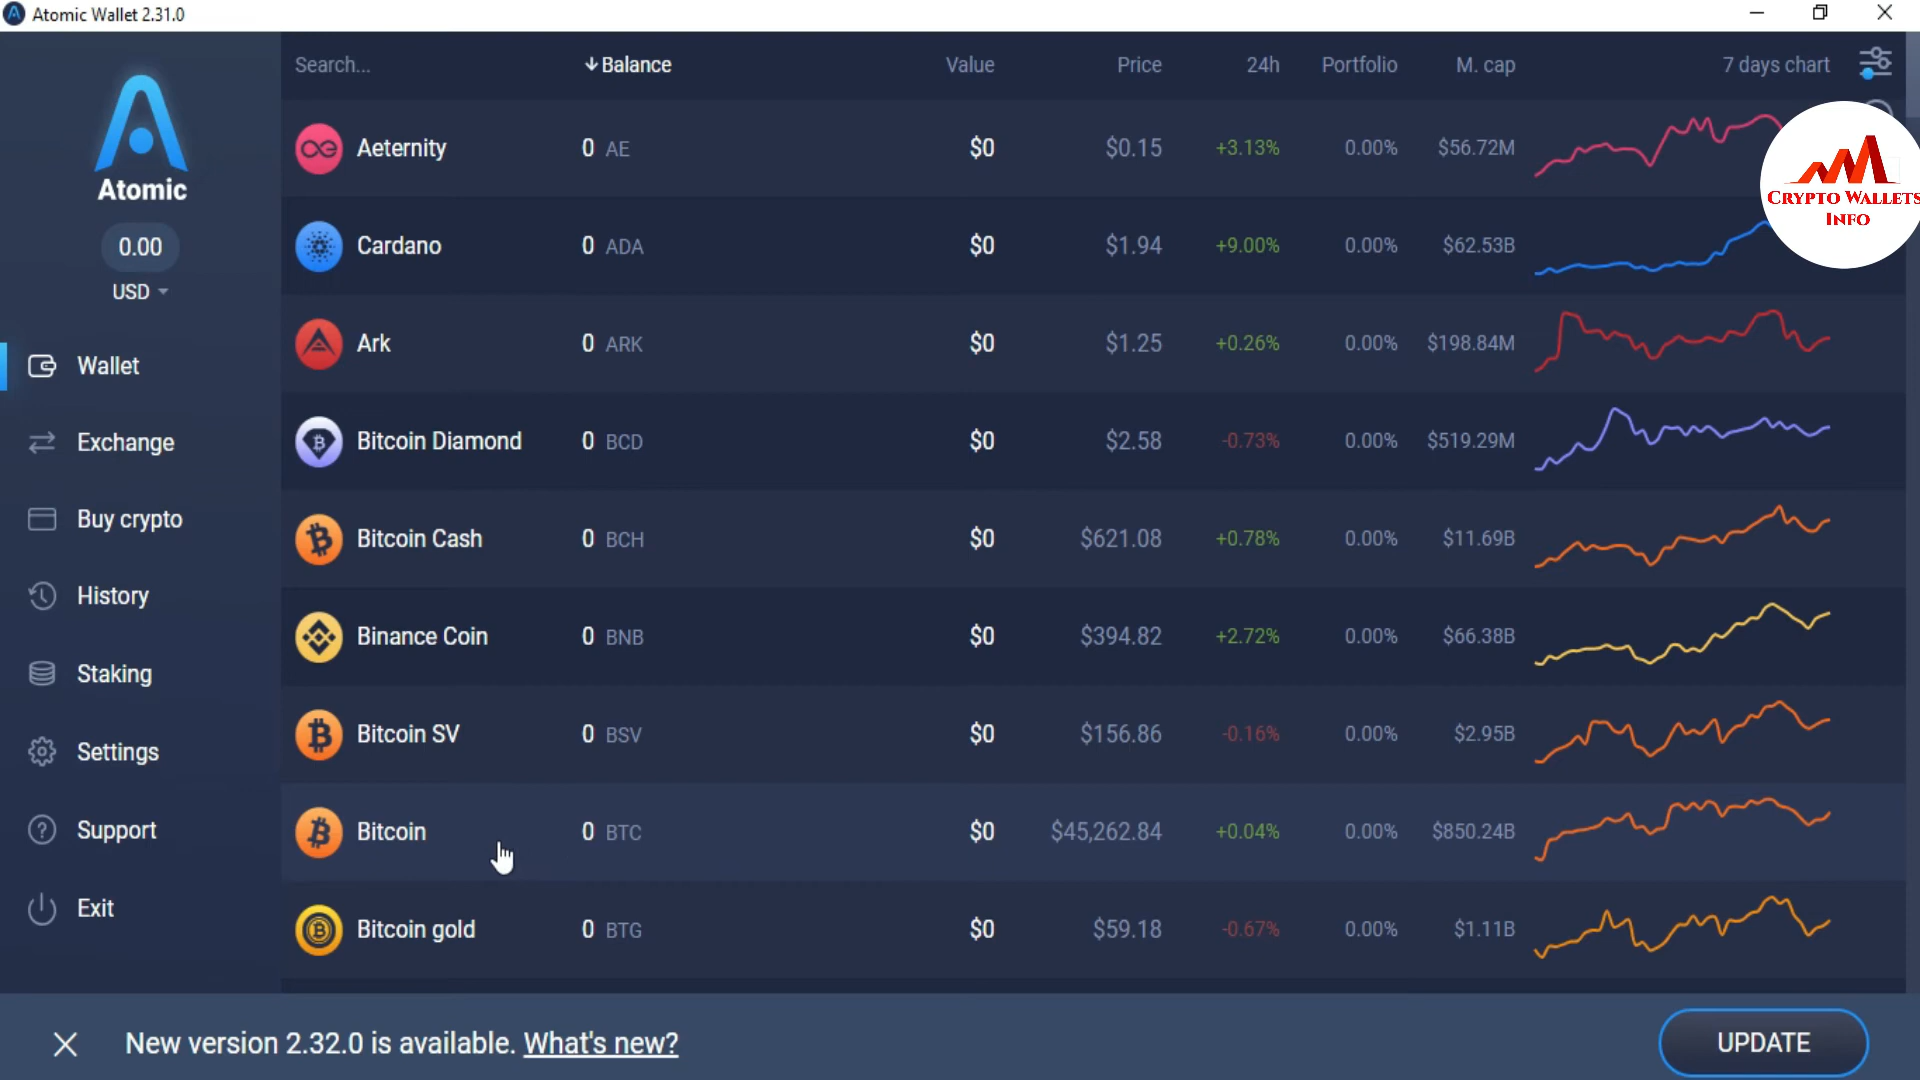 Atomic Wallet 2.31.0
Search... Balance Value Price 24h Portfolio M. cap 7 days chart
Atomic
0.00
USD
Wallet
Exchange
Buy crypto
History
Staking
Settings
Support
Exit
Aeternity 0 AE $0 $0.15 +3.13% 0.00% $56.72M
Cardano 0 ADA $0 $1.94 +9.00% 0.00% $62.53B
Ark 0 ARK $0 $1.25 +0.26% 0.00% $198.84M
Bitcoin Diamond 0 BCD $0 $2.58 -0.73% 0.00% $519.29M
Bitcoin Cash 0 BCH $0 $621.08 +0.78% 0.00% $11.69B
Binance Coin 0 BNB $0 $394.82 +2.72% 0.00% $66.38B
Bitcoin SV 0 BSV $0 $156.86 -0.16% 0.00% $2.95B
Bitcoin 0 BTC $0 $45,262.84 +0.04% 0.00% $850.24B
Bitcoin gold 0 BTG $0 $59.18 -0.67% 0.00% $1.11B
CRYPTO WALLETS
INFO
New version 2.32.0 is available. What's new? UPDATE